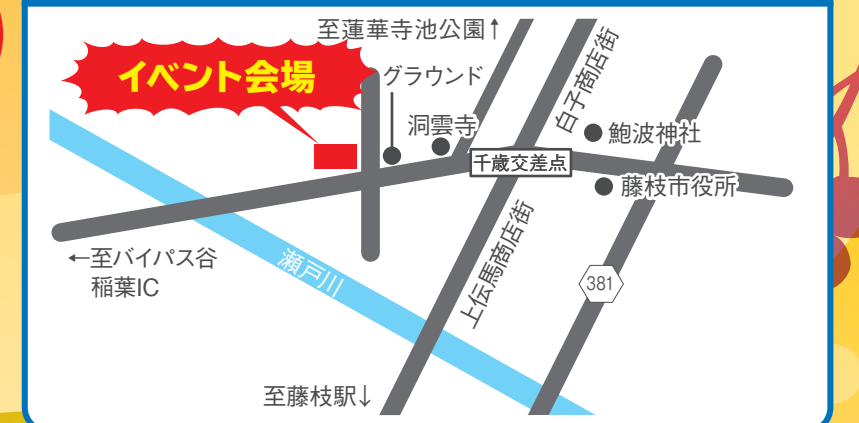 至蓮華寺池公園↑
イベント会場
グラウンド
白子商店街
洞雲寺
鮑波神社
千歳交差点
藤枝市役所
←至バイパス谷
稲葉IC
瀬戸川
上伝馬商店街
381
至藤枝駅↓